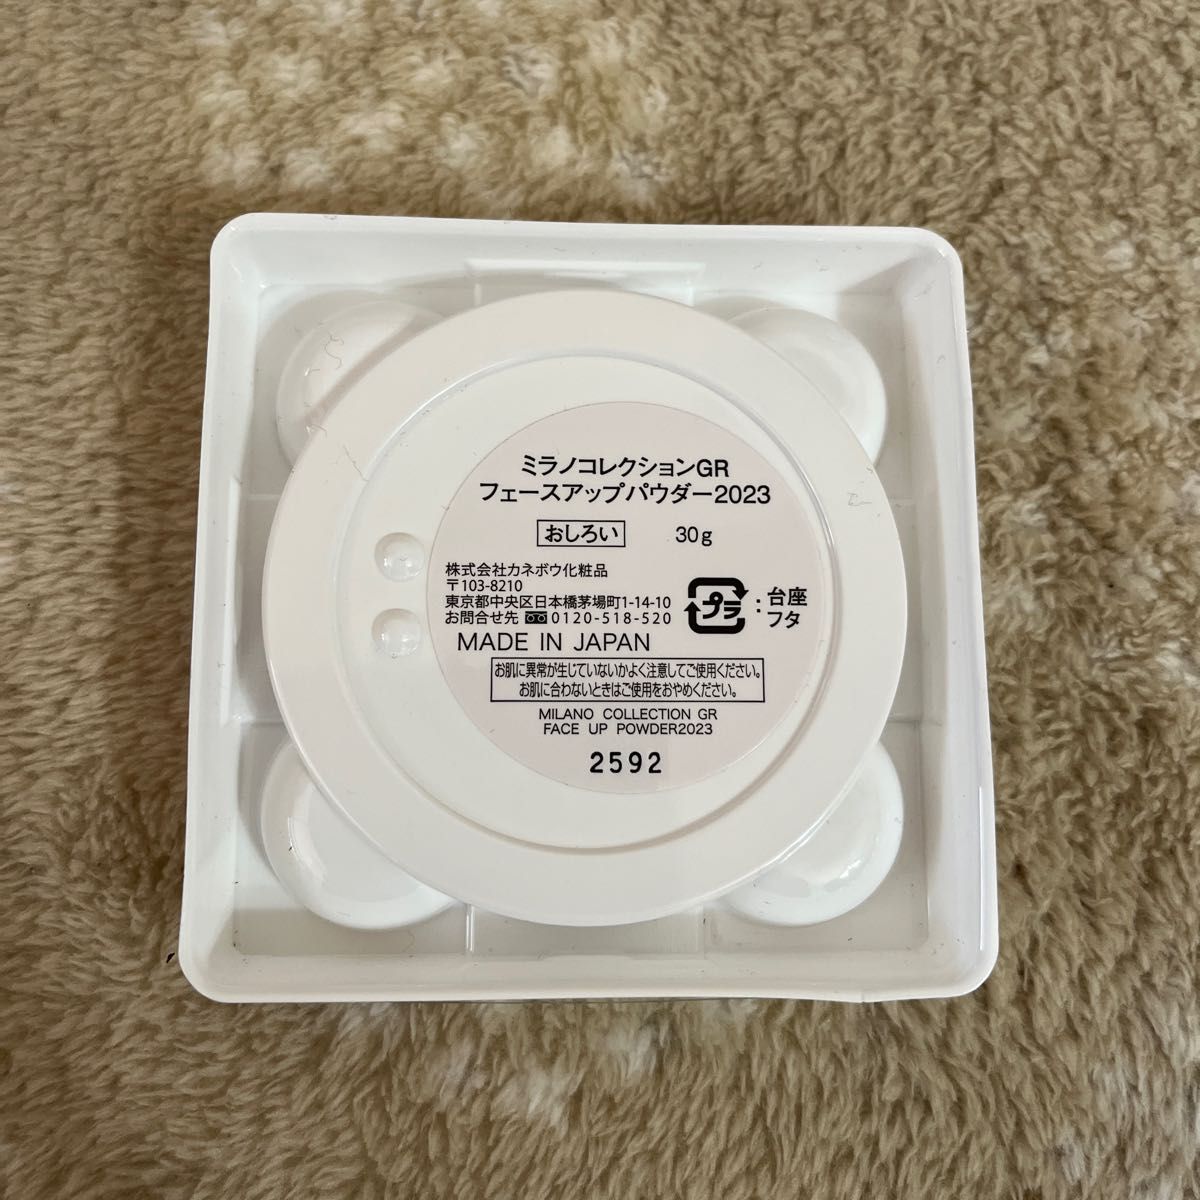 ミラノコレクションGR
フェースアップパウダー2023
おしろい 30g
株式会社カネボウ化粧品
〒103-8210
東京都中央区日本橋茅場町1-14-10
お問合せ先 0120-518-520
プラ : 台座
フタ
MADE IN JAPAN
お肌に異常が生じていないかよく注意してご使用ください。
お肌に合わないときはご使用をおやめください。
MILANO COLLECTION GR
FACE UP POWDER2023
2592